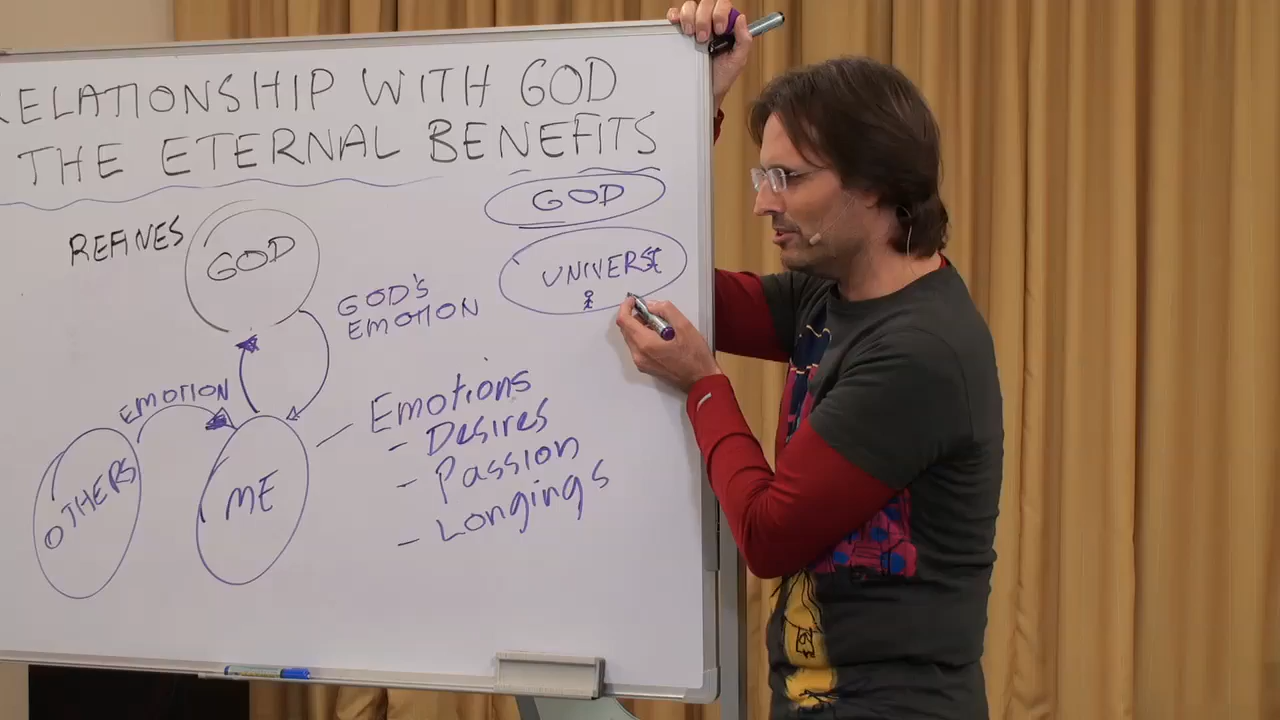 RELATIONSHIP WITH GOD
THE ETERNAL BENEFITS
GOD
REFINES
GOD
UNIVERSE
GOD'S
EMOTION
EMOTION
Emotions
- Desires
- Passion
- Longings
OTHERS
ME